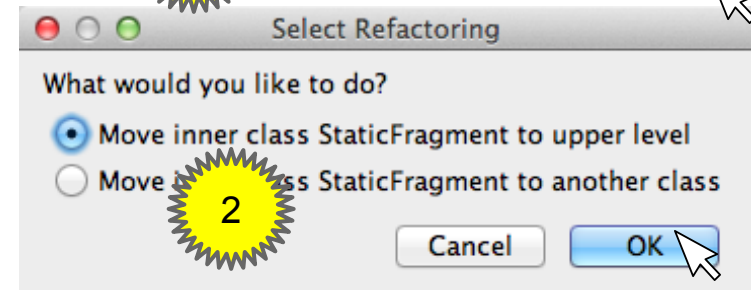 Select Refactoring
What would you like to do?
Move inner class StaticFragment to upper level
Move ss StaticFragment to another class
2
Cancel OK